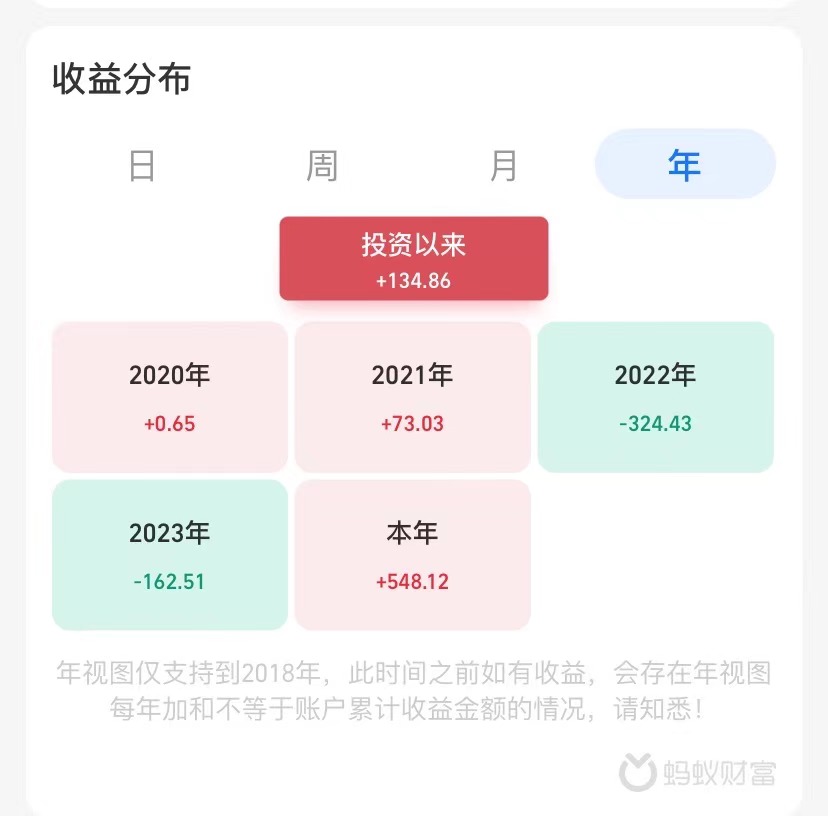 收益分布
日 周 月 年
投资以来
+134.86
2020年 2021年 2022年
+0.65 +73.03 -324.43
2023年 本年
-162.51 +548.12
年视图仅支持到2018年，此时间之前如有收益，会存在年视图
每年加和不等于账户累计收益金额的情况，请知悉！
蚂蚁财富